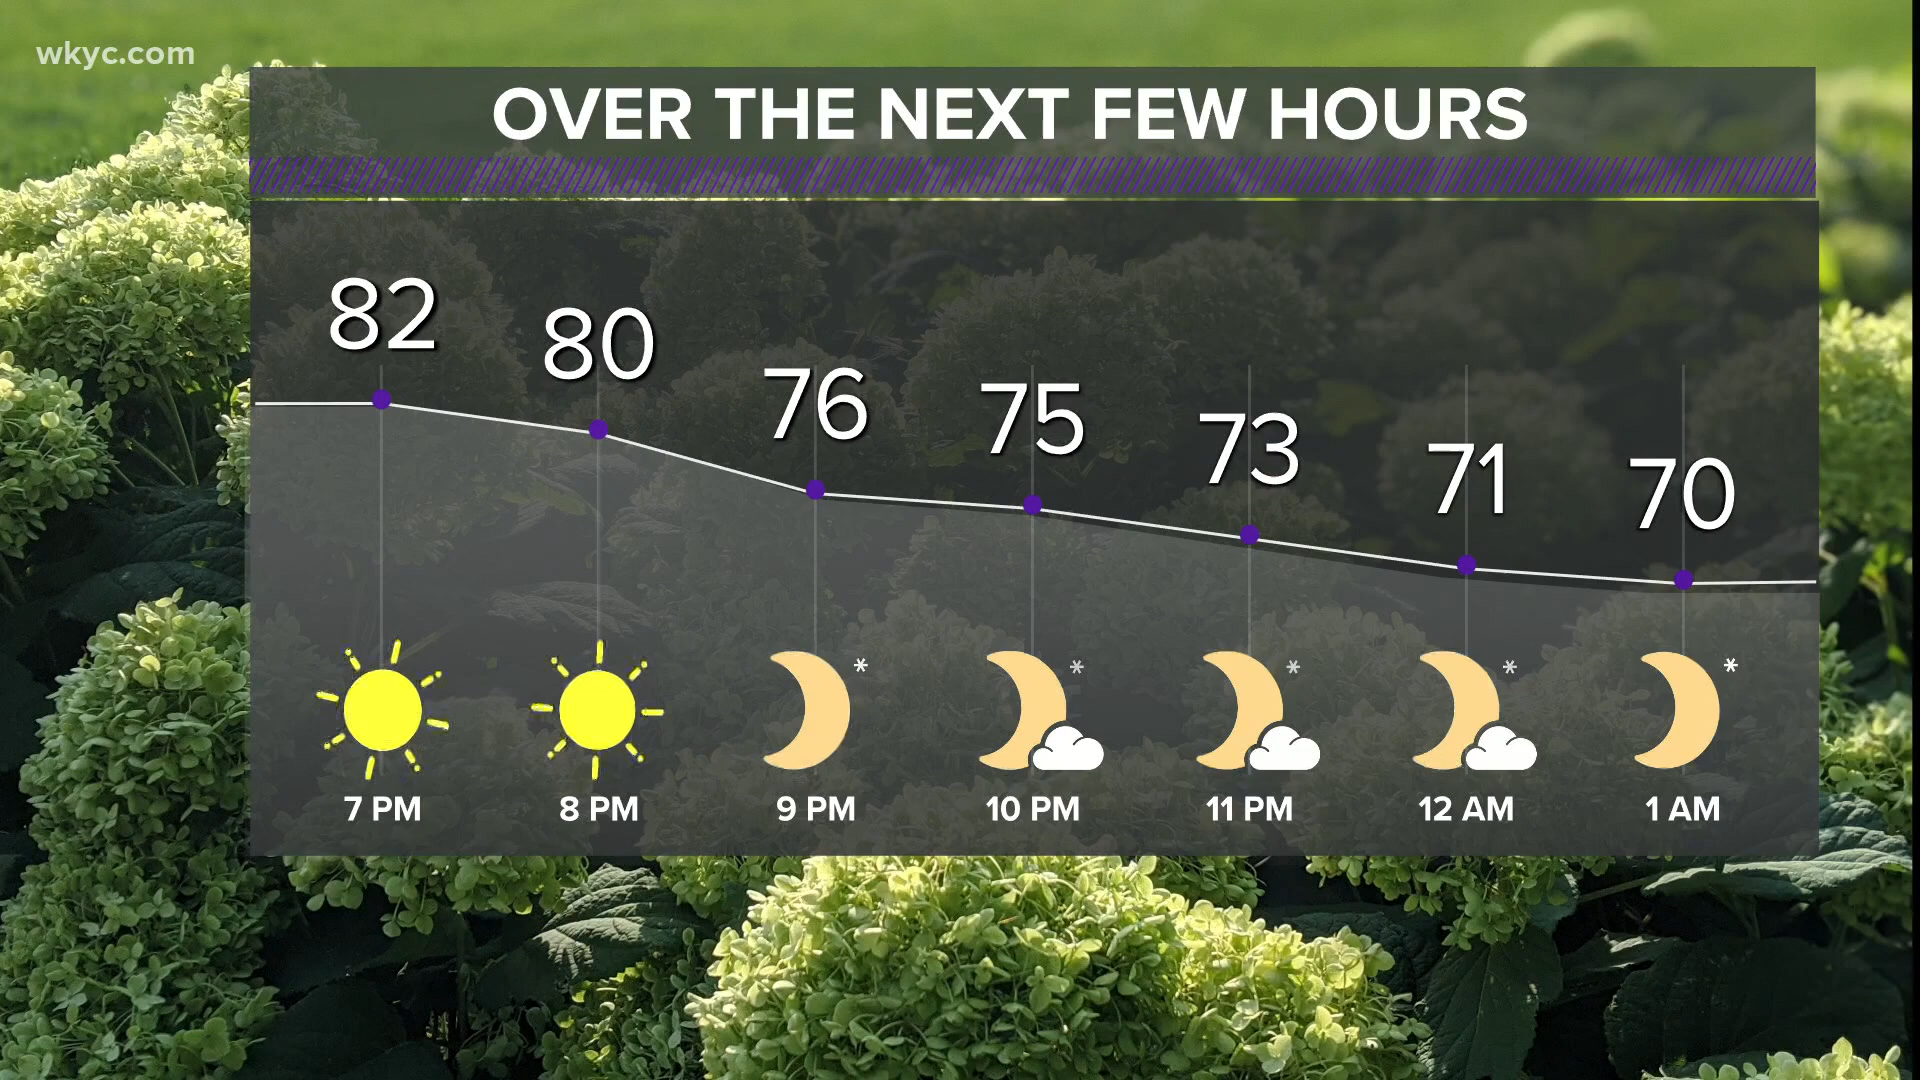 wkyc.com
OVER THE NEXT FEW HOURS
82 80 76 75 73 71 70
7 PM 8 PM 9 PM 10 PM 11 PM 12 AM 1 AM